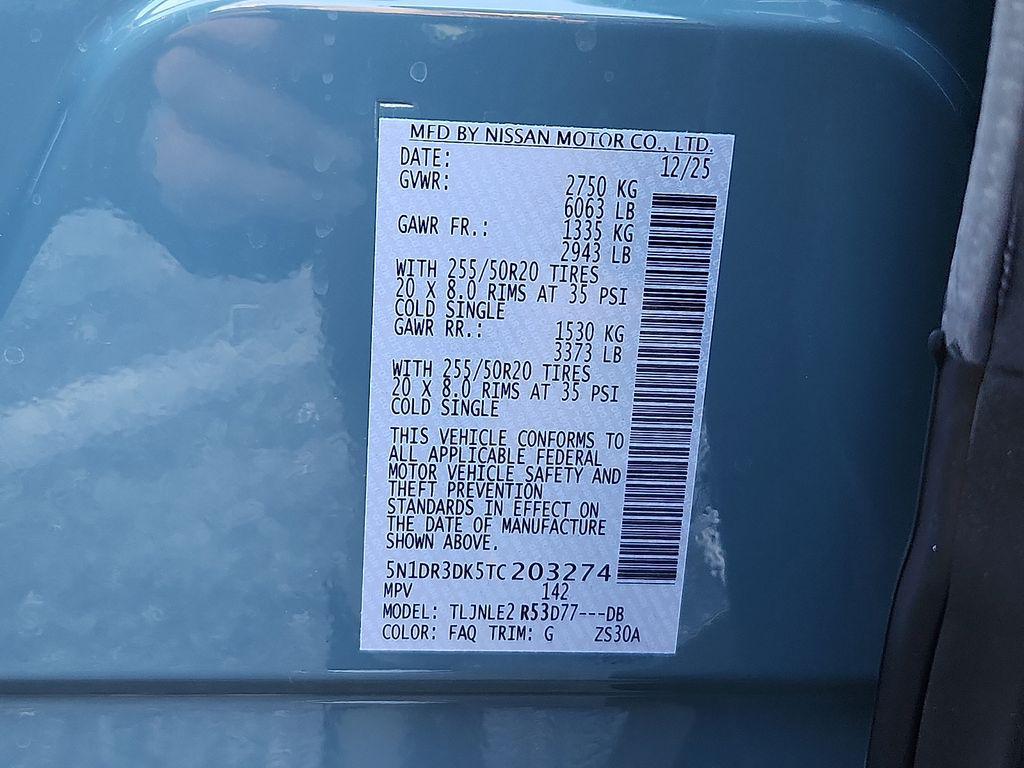 MFD BY NISSAN MOTOR CO., LTD.
DATE: 12/25
GVWR: 2750 KG
6063 LB
GAWR FR.: 1335 KG
2943 LB
WITH 255/50R20 TIRES
20 X 8.0 RIMS AT 35 PSI
COLD SINGLE
GAWR RR.: 1530 KG
3373 LB
WITH 255/50R20 TIRES
20 X 8.0 RIMS AT 35 PSI
COLD SINGLE
THIS VEHICLE CONFORMS TO
ALL APPLICABLE FEDERAL
MOTOR VEHICLE SAFETY AND
THEFT PREVENTION
STANDARDS IN EFFECT ON
THE DATE OF MANUFACTURE
SHOWN ABOVE.
5N1DR3DK5TC203274
MPV 142
MODEL: TLJNLE2 R53D77---DB
COLOR: FAQ TRIM: G ZS30A